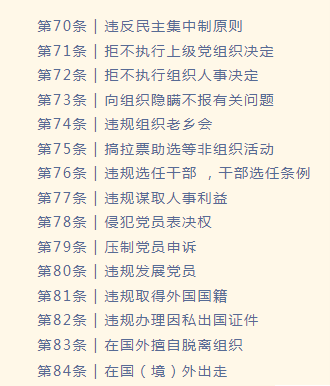 第70条 | 违反民主集中制原则
第71条 | 拒不执行上级党组织决定
第72条 | 拒不执行组织人事决定
第73条 | 向组织隐瞒不报有关问题
第74条 | 违规组织老乡会
第75条 | 搞拉票助选等非组织活动
第76条 | 违规选任干部 ，干部选任条例
第77条 | 违规谋取人事利益
第78条 | 侵犯党员表决权
第79条 | 压制党员申诉
第80条 | 违规发展党员
第81条 | 违规取得外国国籍
第82条 | 违规办理因私出国证件
第83条 | 在国外擅自脱离组织
第84条 | 在国（境）外出走